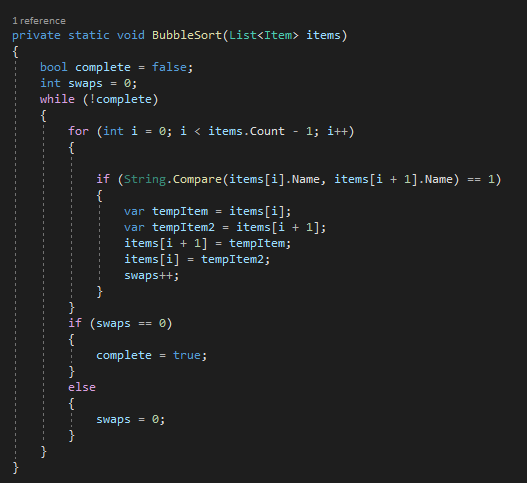 1 reference
private static void BubbleSort(List<Item> items)
{
    bool complete = false;
    int swaps = 0;
    while (!complete)
    {
        for (int i = 0; i < items.Count - 1; i++)
        {

            if (String.Compare(items[i].Name, items[i + 1].Name) == 1)
            {
                var tempItem = items[i];
                var tempItem2 = items[i + 1];
                items[i + 1] = tempItem;
                items[i] = tempItem2;
                swaps++;
            }
        }
        if (swaps == 0)
        {
            complete = true;
        }
        else
        {
            swaps = 0;
        }
    }
}